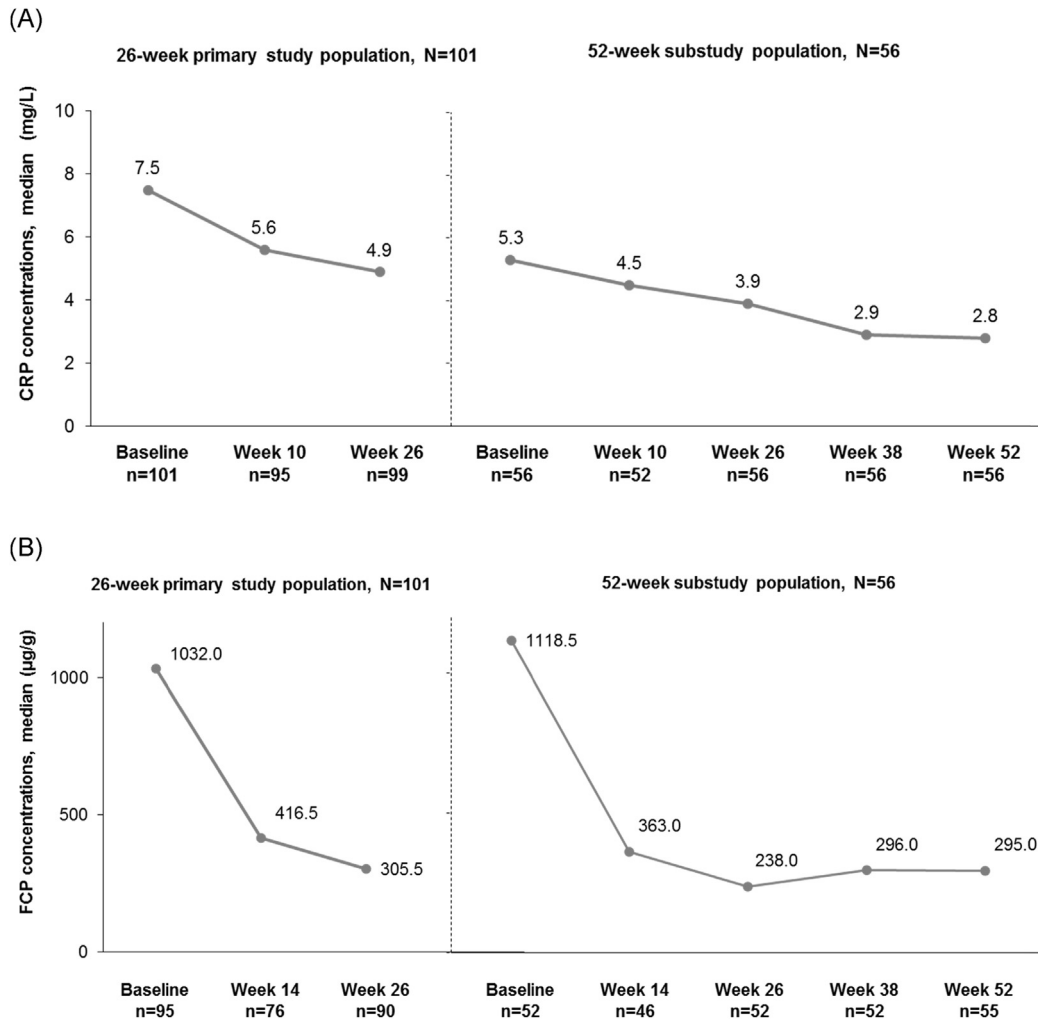 (A)
26-week primary study population, N=101
52-week substudy population, N=56
CRP concentrations, median (mg/L)
10
8
6
4
2
0
7.5
5.6
4.9
5.3
4.5
3.9
2.9
2.8
Baseline Week 10 Week 26 Baseline Week 10 Week 26 Week 38 Week 52
n=101 n=95 n=99 n=56 n=52 n=56 n=56 n=56
(B)
26-week primary study population, N=101
52-week substudy population, N=56
FCP concentrations, median (µg/g)
1000
500
0
1032.0
416.5
305.5
1118.5
363.0
238.0
296.0
295.0
Baseline Week 14 Week 26 Baseline Week 14 Week 26 Week 38 Week 52
n=95 n=76 n=90 n=52 n=46 n=52 n=52 n=55